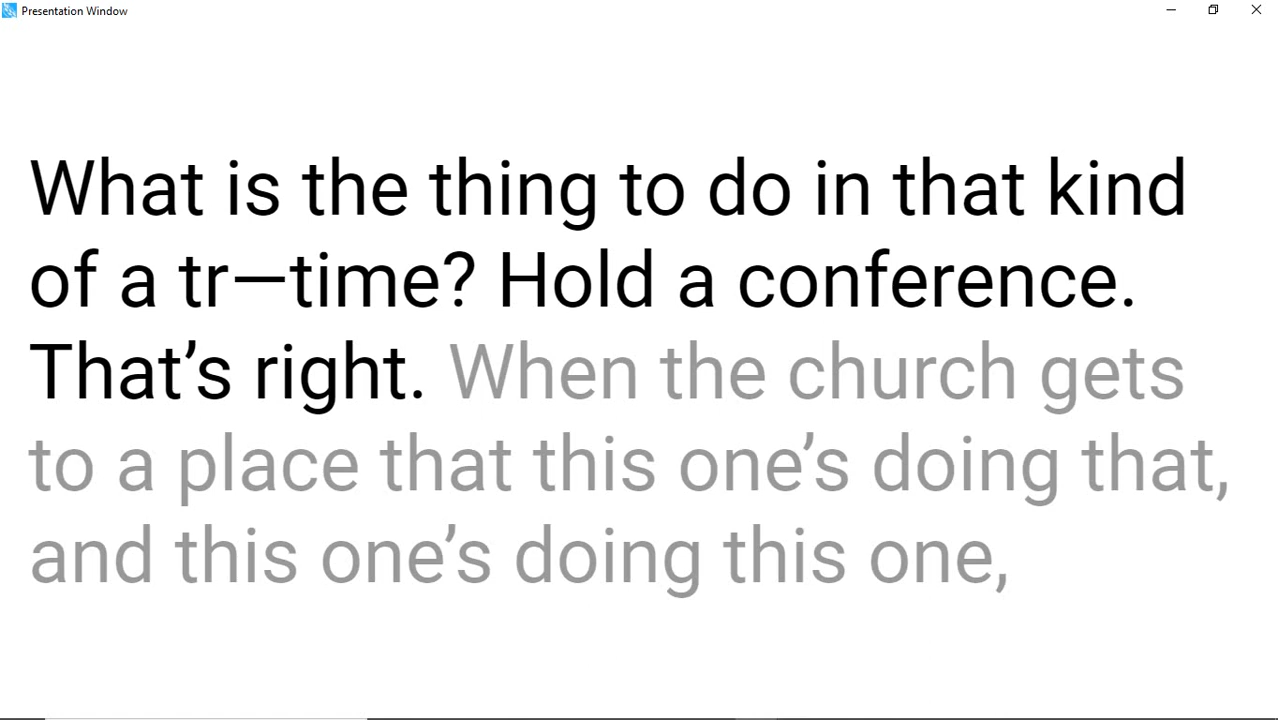 Presentation Window
What is the thing to do in that kind
of a tr—time? Hold a conference.
That’s right. When the church gets
to a place that this one’s doing that,
and this one’s doing this one,